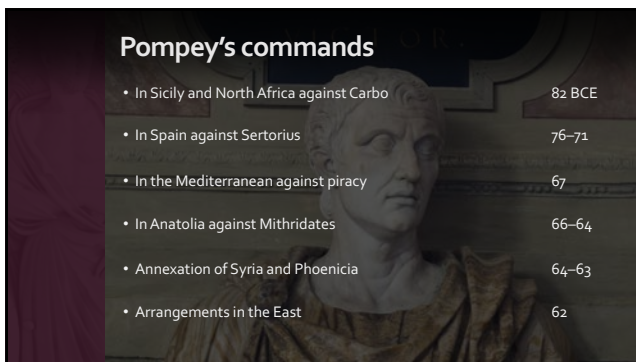 Pompey's commands
• In Sicily and North Africa against Carbo 82 BCE
• In Spain against Sertorius 76–71
• In the Mediterranean against piracy 67
• In Anatolia against Mithridates 66–64
• Annexation of Syria and Phoenicia 64–63
• Arrangements in the East 62